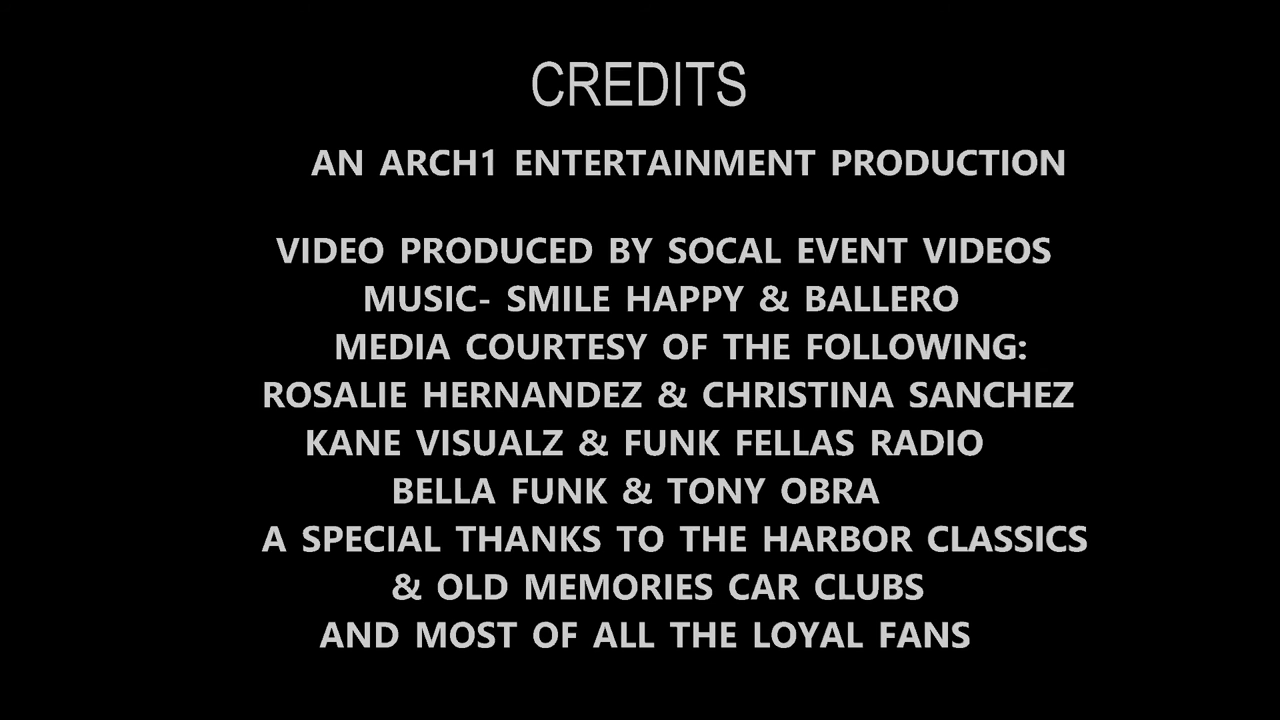 CREDITS
AN ARCH1 ENTERTAINMENT PRODUCTION
VIDEO PRODUCED BY SOCAL EVENT VIDEOS
MUSIC- SMILE HAPPY & BALLERO
MEDIA COURTESY OF THE FOLLOWING:
ROSALIE HERNANDEZ & CHRISTINA SANCHEZ
KANE VISUALZ & FUNK FELLAS RADIO
BELLA FUNK & TONY OBRA
A SPECIAL THANKS TO THE HARBOR CLASSICS
& OLD MEMORIES CAR CLUBS
AND MOST OF ALL THE LOYAL FANS